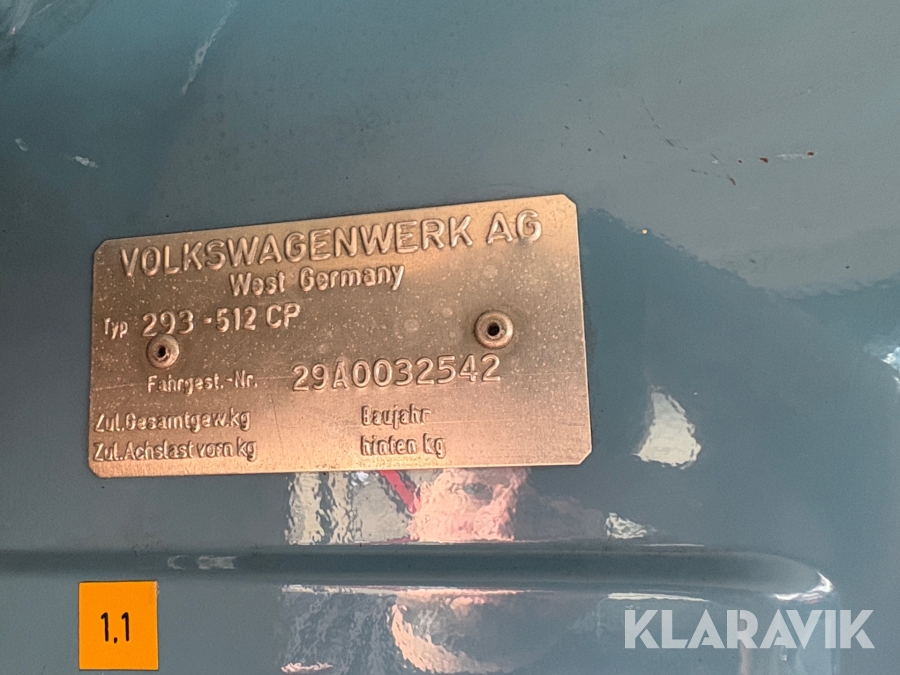 VOLKSWAGENWERK AG
West Germany
Typ 293-512 CP
Fahrgest.-Nr. 29A0032542
Zul.Gesamtgew.kg Baujahr
Zul.Achslast vorn kg hinten kg
1.1
KLARAVIK